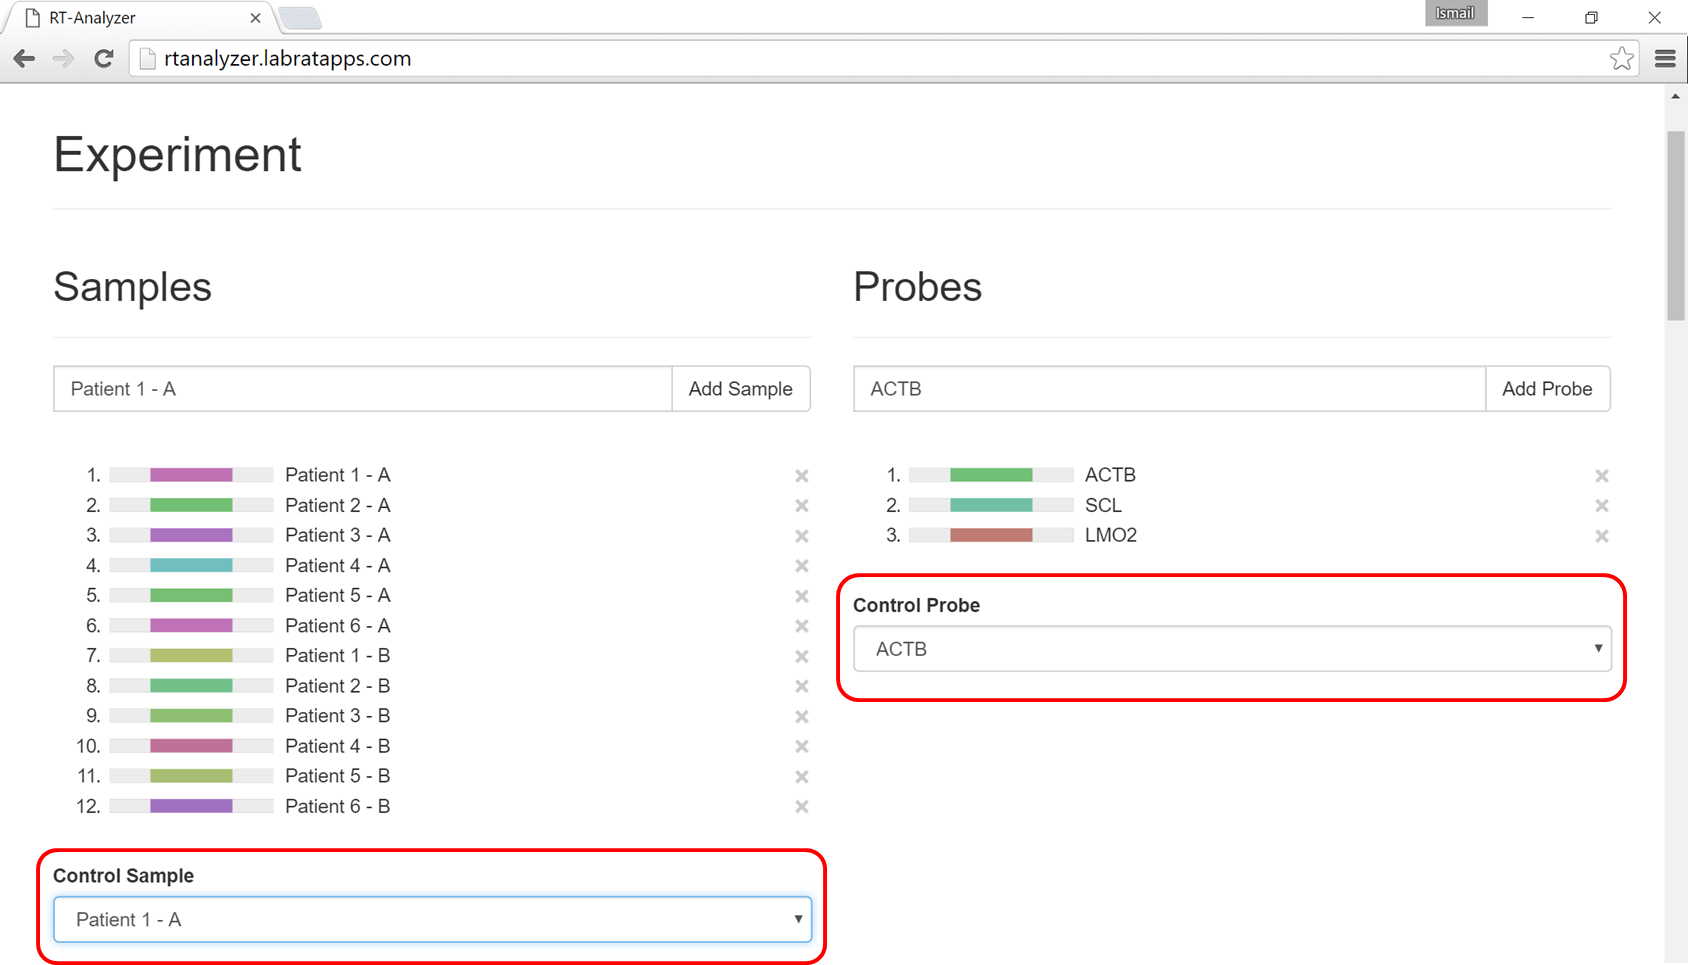 RT-Analyzer
Ismail
rtanalyzer.labratapps.com
Experiment
Samples
Patient 1 - A
Add Sample
1. Patient 1 - A
2. Patient 2 - A
3. Patient 3 - A
4. Patient 4 - A
5. Patient 5 - A
6. Patient 6 - A
7. Patient 1 - B
8. Patient 2 - B
9. Patient 3 - B
10. Patient 4 - B
11. Patient 5 - B
12. Patient 6 - B
Control Sample
Patient 1 - A
Probes
ACTB
Add Probe
1. ACTB
2. SCL
3. LMO2
Control Probe
ACTB